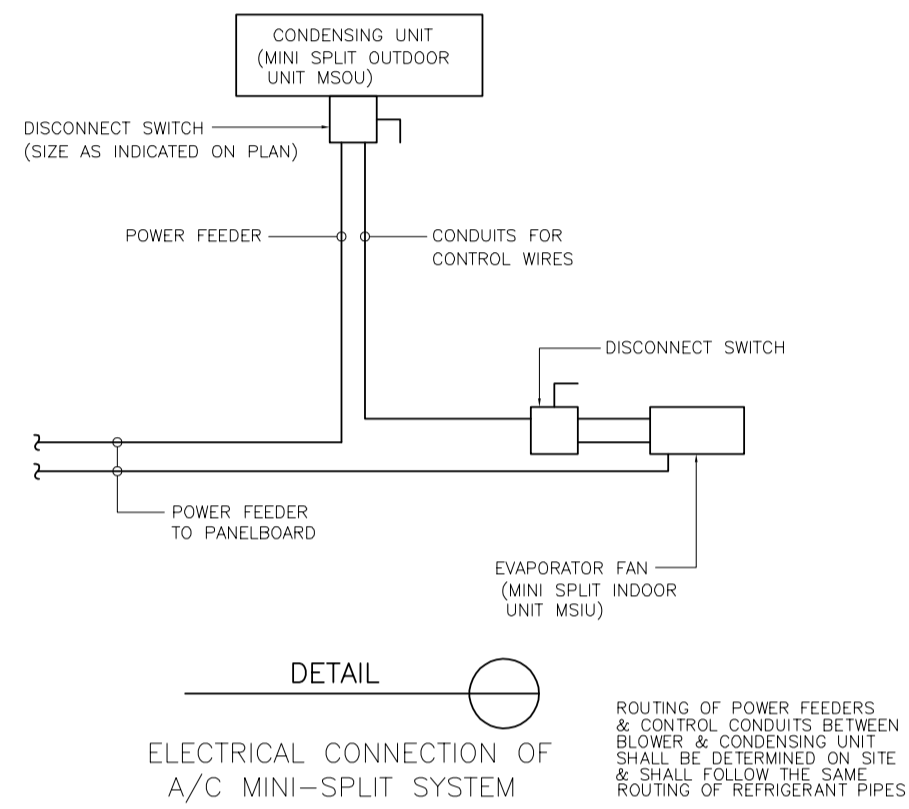 CONDENSING UNIT
(MINI SPLIT OUTDOOR
UNIT MSOU)
DISCONNECT SWITCH
(SIZE AS INDICATED ON PLAN)
POWER FEEDER
CONDUITS FOR
CONTROL WIRES
DISCONNECT SWITCH
POWER FEEDER
TO PANELBOARD
EVAPORATOR FAN
(MINI SPLIT INDOOR
UNIT MSIU)
DETAIL
ELECTRICAL CONNECTION OF
A/C MINI-SPLIT SYSTEM
ROUTING OF POWER FEEDERS
& CONTROL CONDUITS BETWEEN
BLOWER & CONDENSING UNIT
SHALL BE DETERMINED ON SITE
& SHALL FOLLOW THE SAME
ROUTING OF REFRIGERANT PIPES